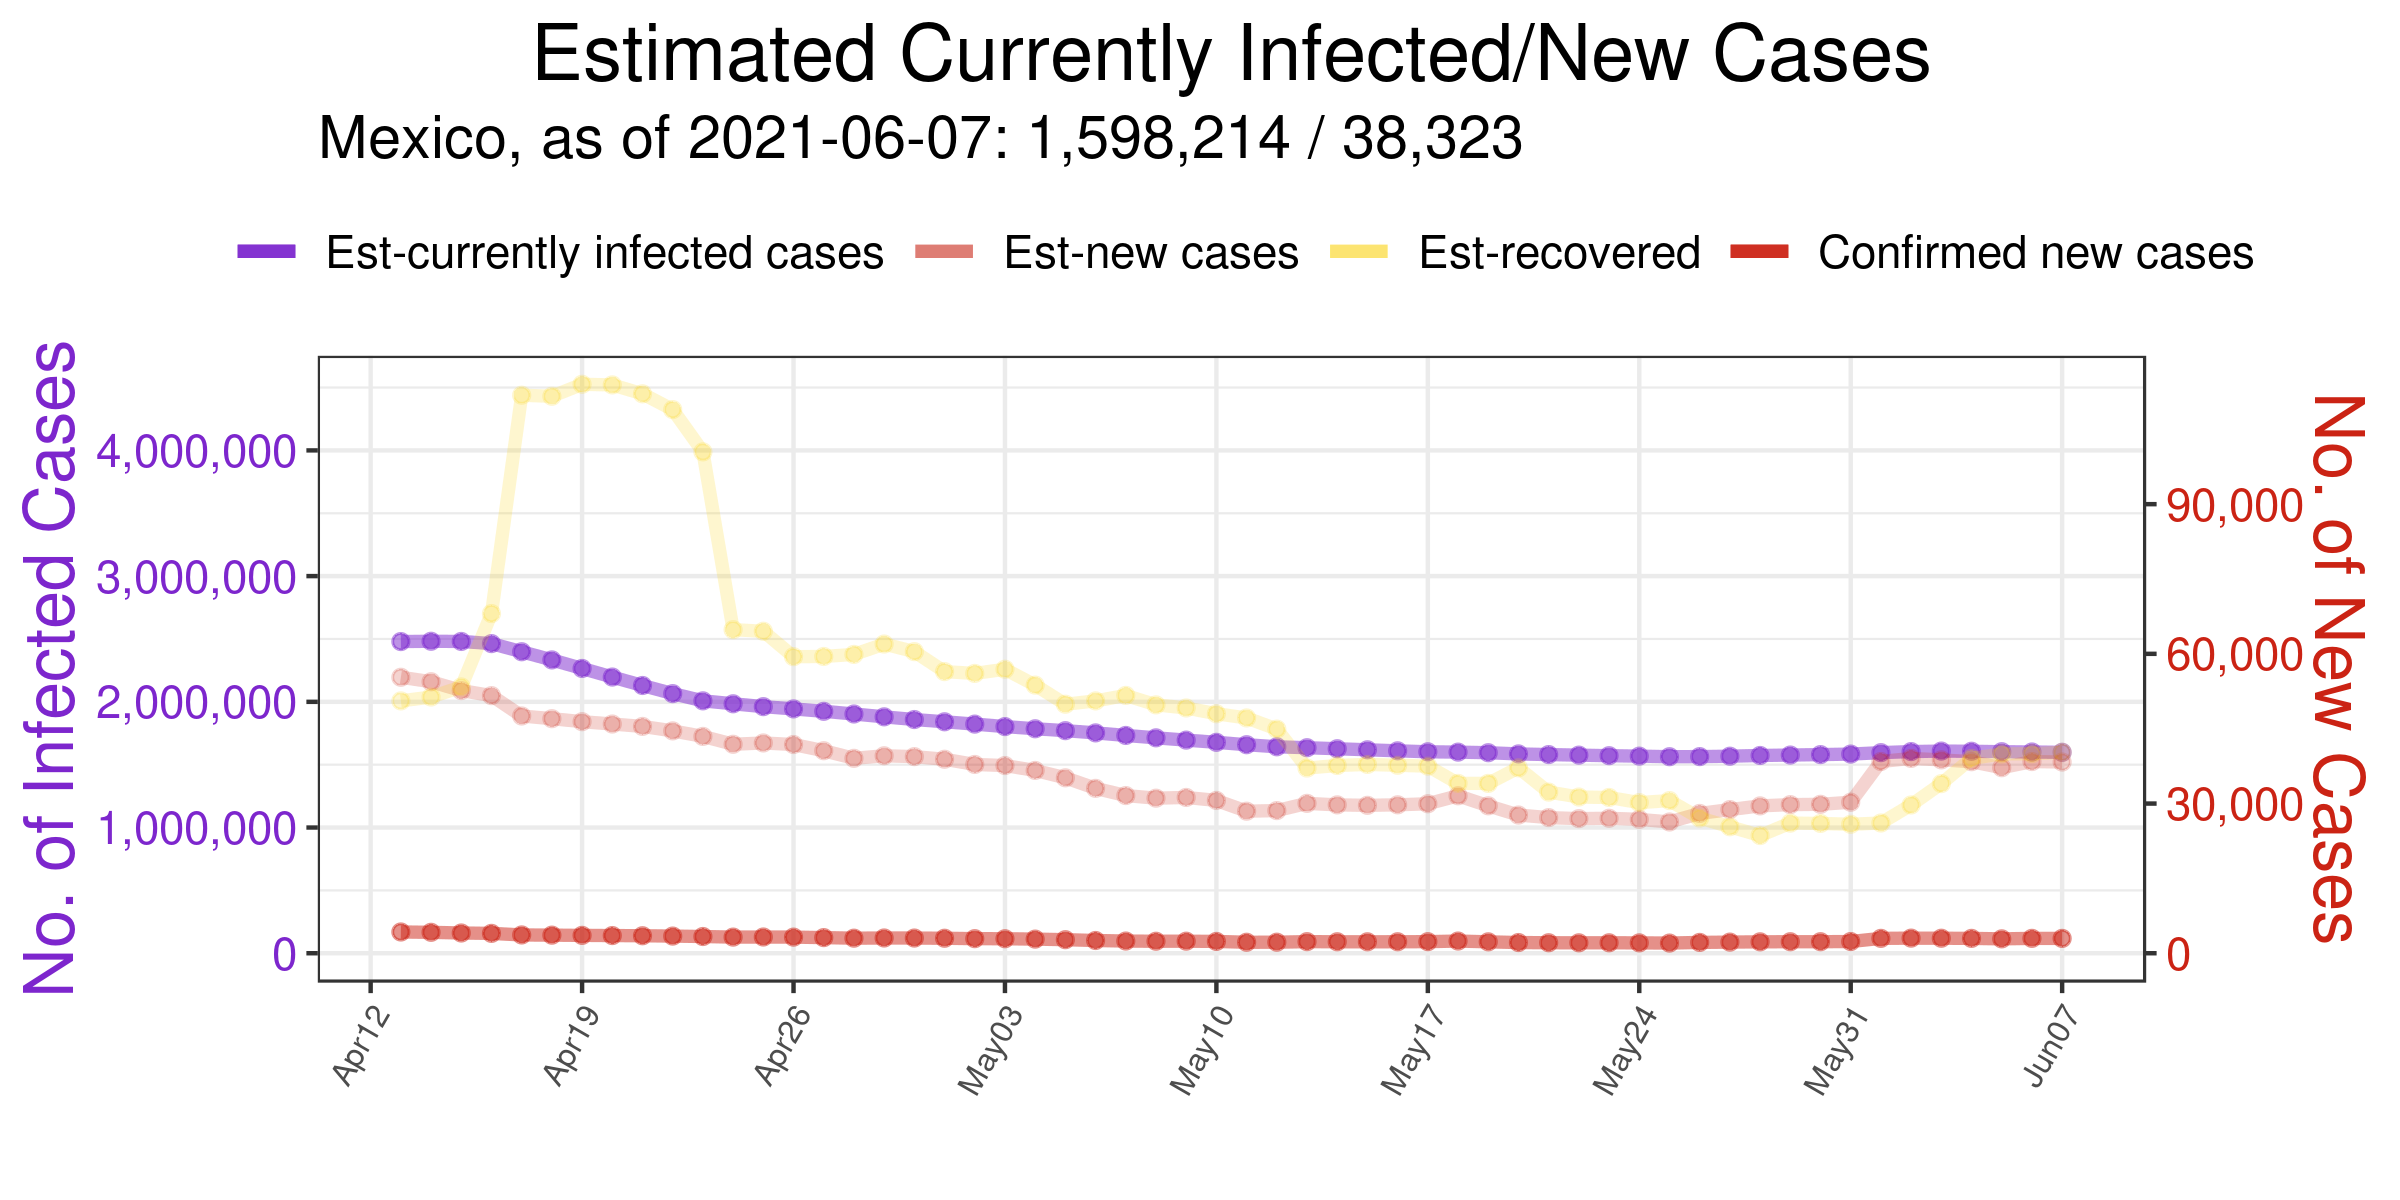 Estimated Currently Infected/New Cases
Mexico, as of 2021-06-07: 1,598,214 / 38,323
Est-currently infected cases Est-new cases Est-recovered Confirmed new cases
No. of Infected Cases
4,000,000
3,000,000
2,000,000
1,000,000
0
90,000
60,000
30,000
0
No. of New Cases
Apr12 Apr19 Apr26 May03 May10 May17 May24 May31 Jun07